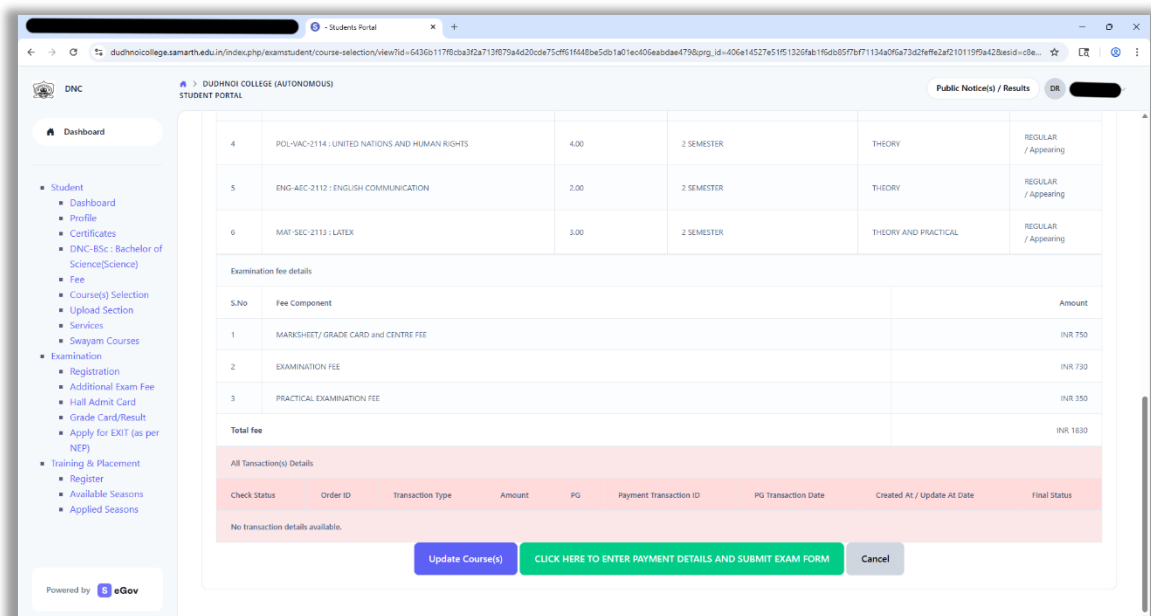 - Students Portal
dudhnoicollege.samarth.edu.in/index.php/examstudent/course-selection/view?id=6436b117f8cba3f2a713f879a4d20cde75cff61f448be5db1a01ec406eabdae479&prg_id=406e14527e51f51326fab1f6db85f7bf71134a0f6a73d2feffe2af210119f9a428&esid=c8e...
DNC
DUDHNOI COLLEGE (AUTONOMOUS)
STUDENT PORTAL
Public Notice(s) / Results
DR
Dashboard
Student
Dashboard
Profile
Certificates
DNC-BSc : Bachelor of
Science(Science)
Fee
Course(s) Selection
Upload Section
Services
Swayam Courses
Examination
Registration
Additional Exam Fee
Hall Admit Card
Grade Card/Result
Apply for EXIT (as per
NEP)
Training & Placement
Register
Available Seasons
Applied Seasons
Powered by S eGov
4 POL-VAC-2114 : UNITED NATIONS AND HUMAN RIGHTS 4.00 2 SEMESTER THEORY REGULAR
/ Appearing
5 ENG-AEC-2112 : ENGLISH COMMUNICATION 2.00 2 SEMESTER THEORY REGULAR
/ Appearing
6 MAT-SEC-2113 : LATEX 3.00 2 SEMESTER THEORY AND PRACTICAL REGULAR
/ Appearing
Examination fee details
S.No Fee Component Amount
1 MARKSHEET/ GRADE CARD and CENTRE FEE INR 750
2 EXAMINATION FEE INR 730
3 PRACTICAL EXAMINATION FEE INR 350
Total fee INR 1830
All Tansaction(s) Details
Check Status Order ID Transaction Type Amount PG Payment Transaction ID PG Transaction Date Created At / Update At Date Final Status
No transaction details available.
Update Course(s) CLICK HERE TO ENTER PAYMENT DETAILS AND SUBMIT EXAM FORM Cancel